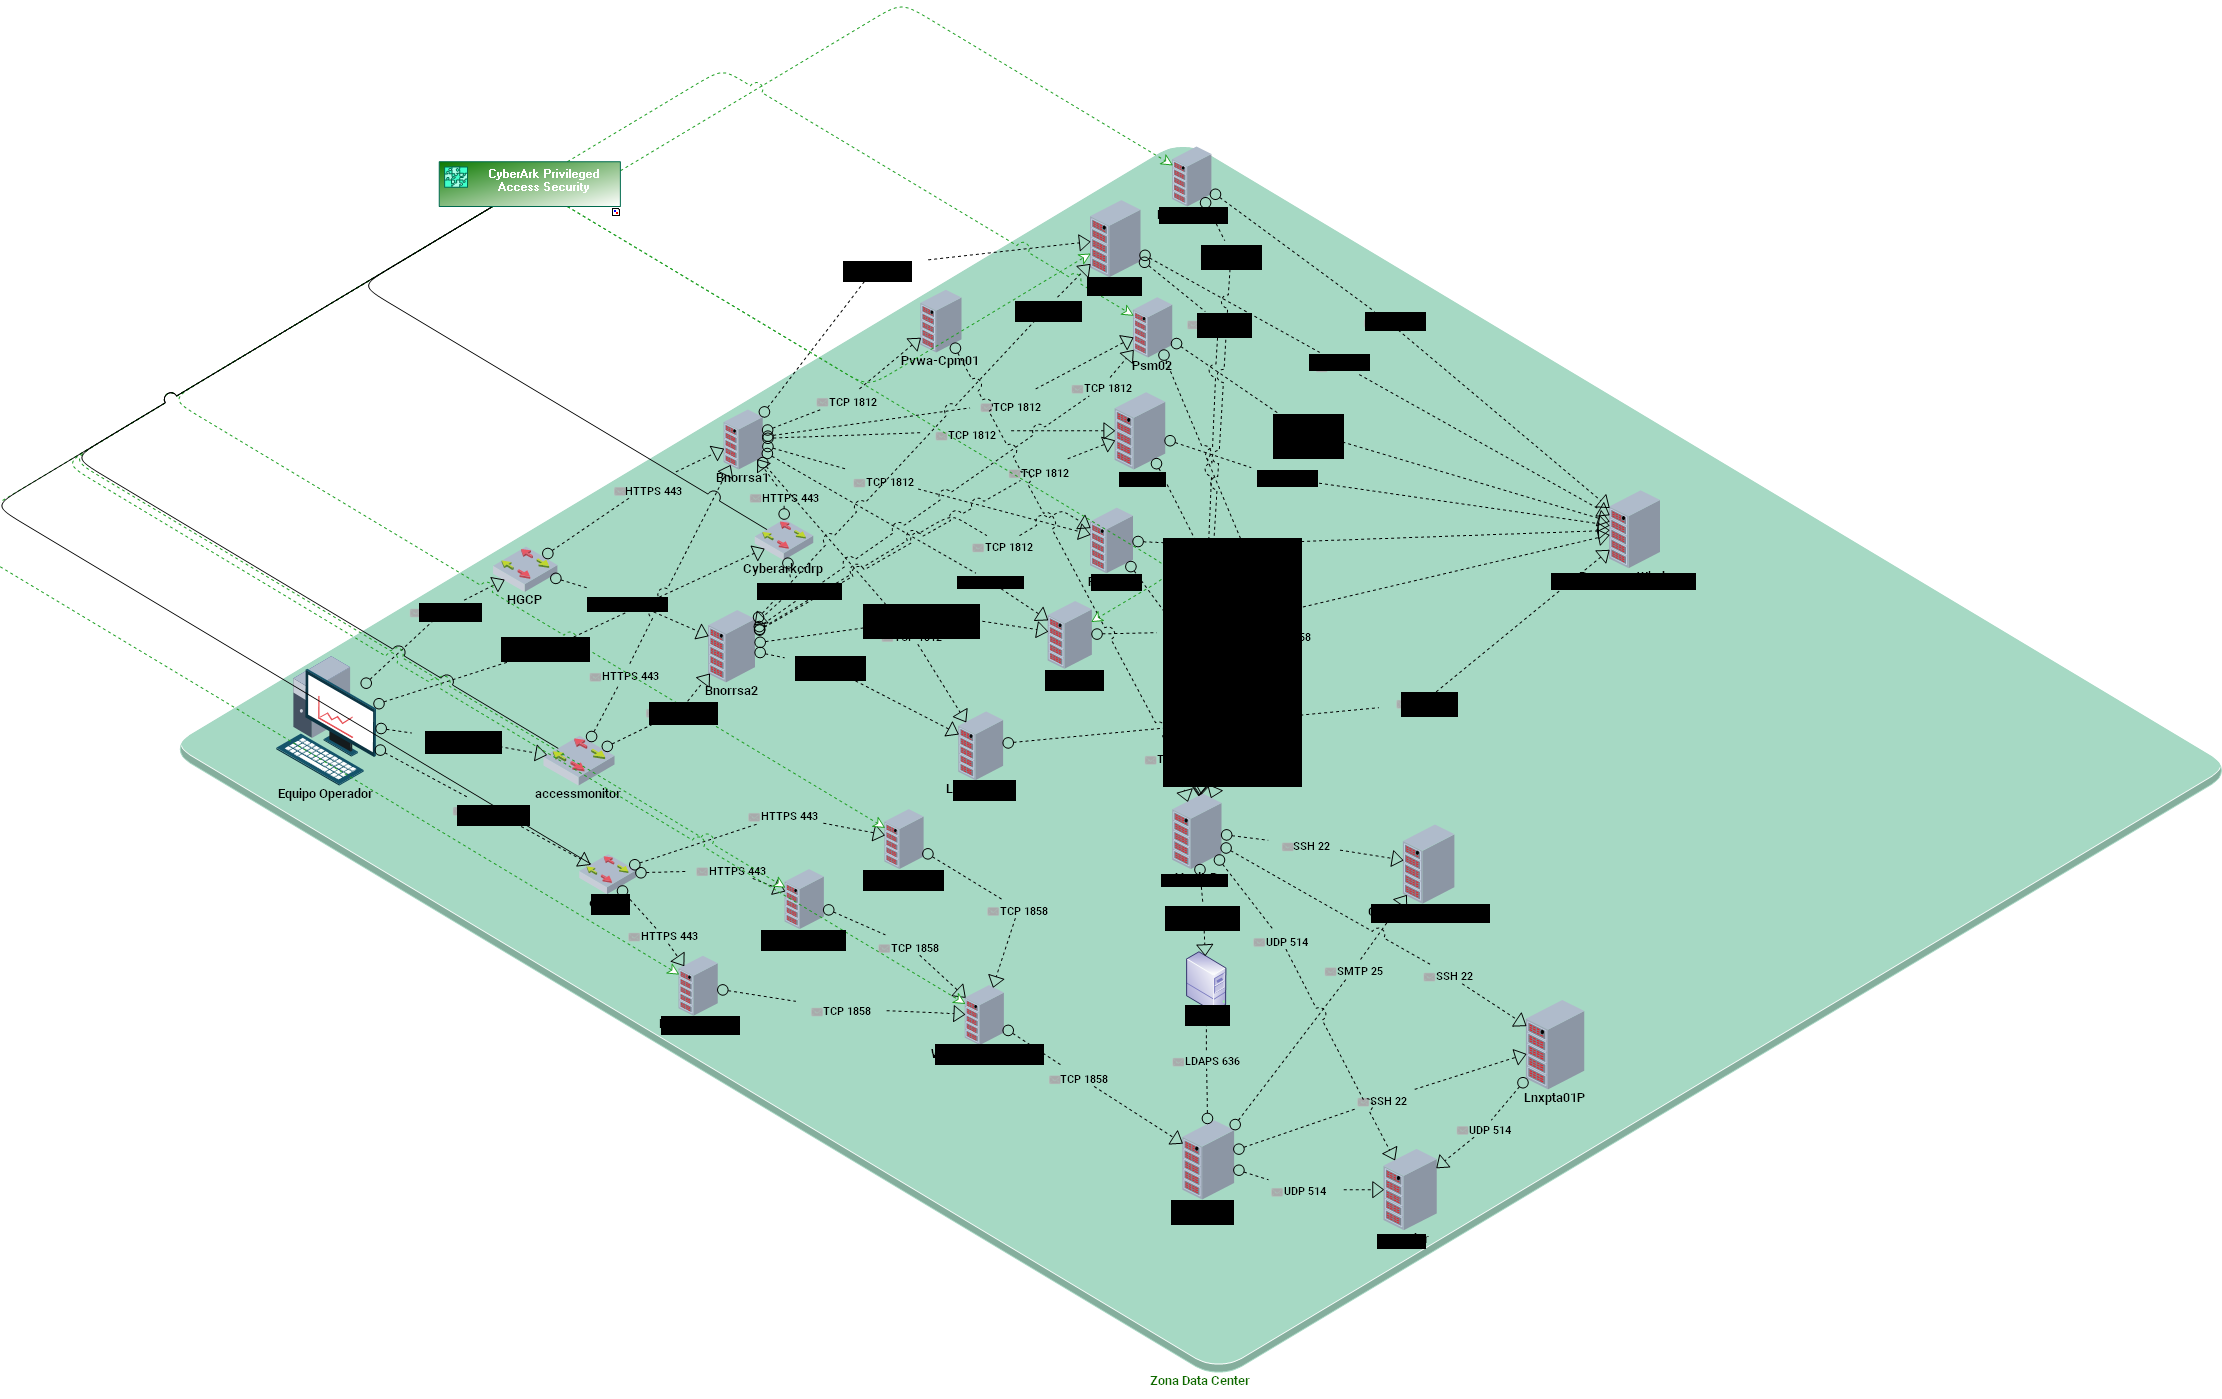 CyberArk Privileged
Access Security
Pvwa-Cpm01
Psm02
TCP 1812
TCP 1812
TCP 1812
TCP 1812
TCP 1812
TCP 1812
Bnorrsa1
HTTPS 443
HTTPS 443
TCP 1812
Cyberarkcdrp
HGCP
HTTPS 443
Bnorrsa2
Equipo Operador
accessmonitor
HTTPS 443
HTTPS 443
SSH 22
TCP 1858
HTTPS 443
TCP 1858
UDP 514
SMTP 25
SSH 22
TCP 1858
LDAPS 636
TCP 1858
SSH 22
Lnxpta01P
UDP 514
UDP 514
Zona Data Center